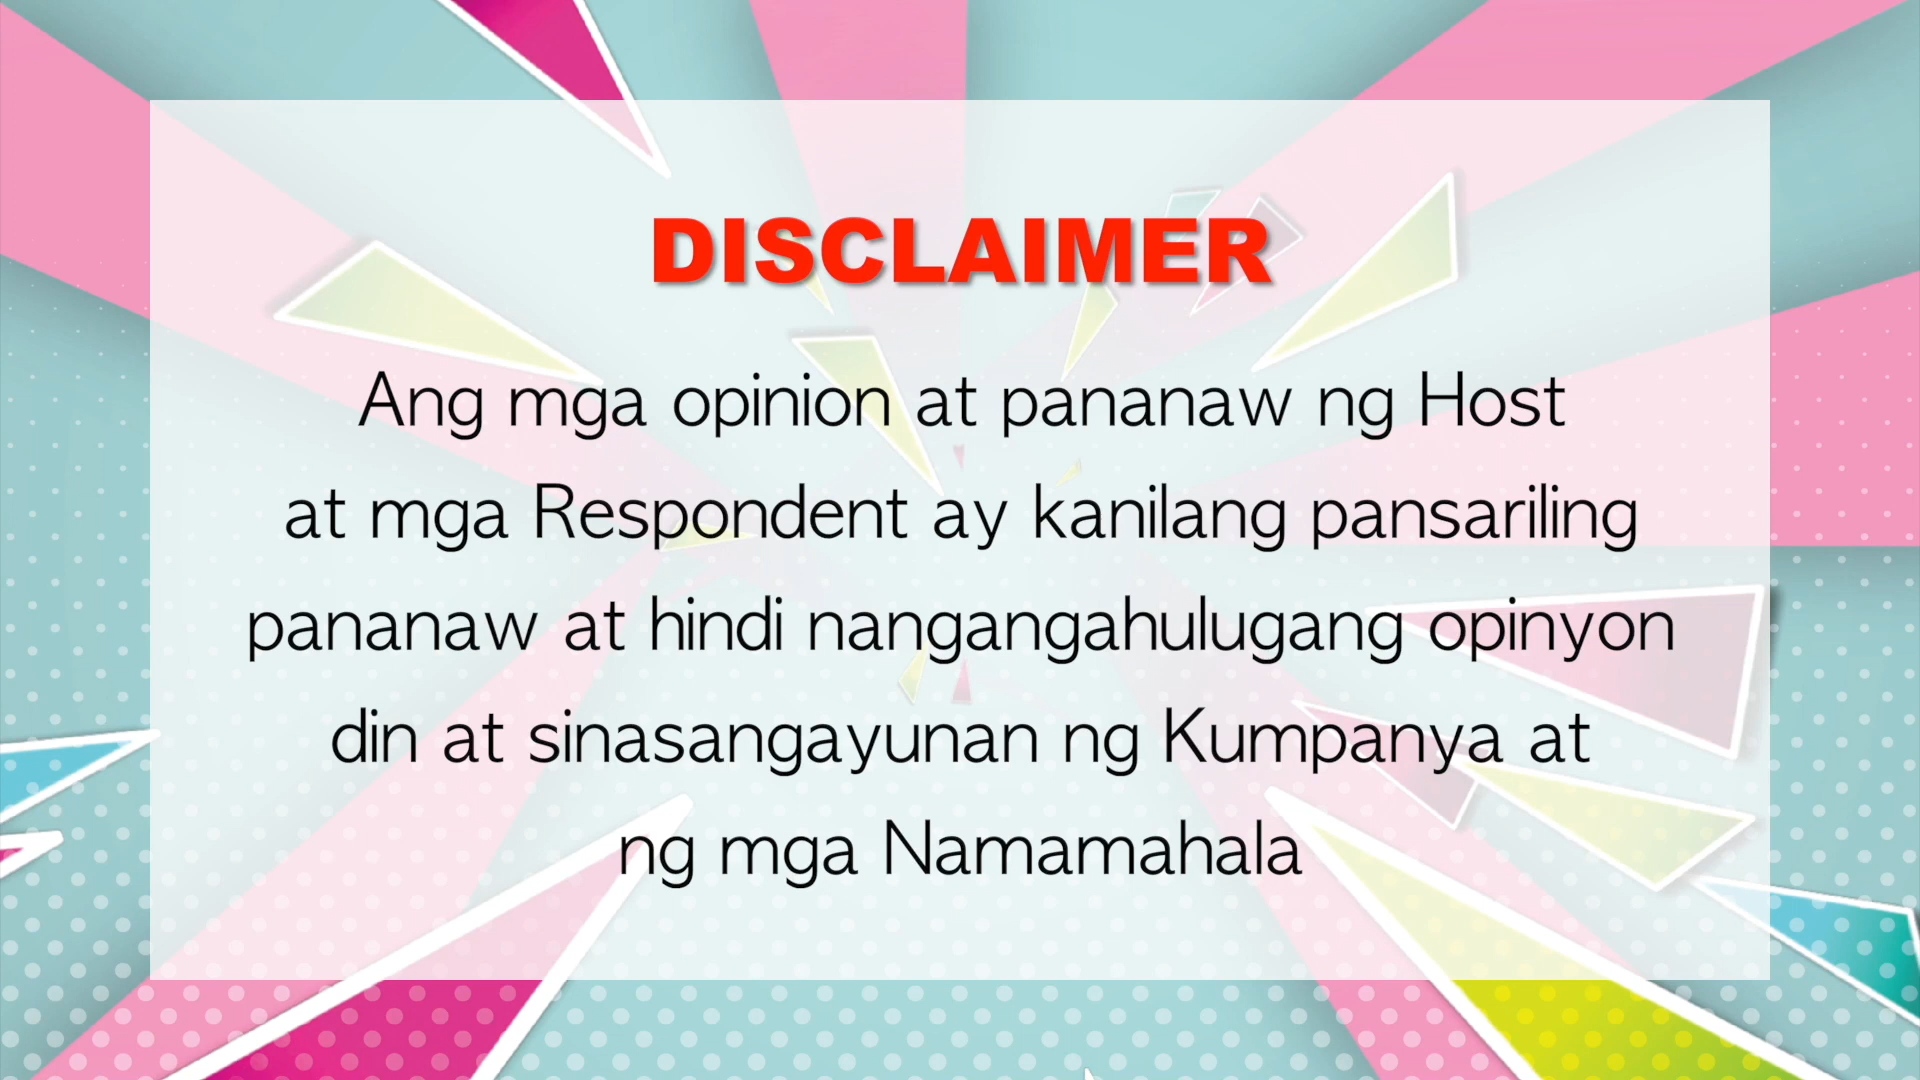 DISCLAIMER
Ang mga opinion at pananaw ng Host
at mga Respondent ay kanilang pansariling
pananaw at hindi nangangahulugang opinyon
din at sinasangayunan ng Kumpanya at
ng mga Namamahala